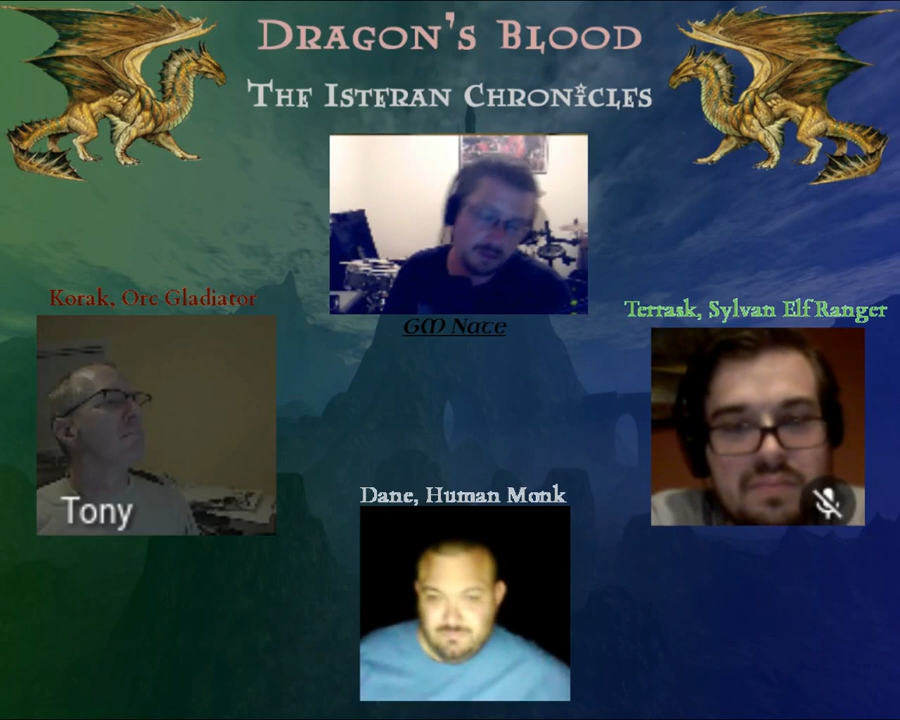 Dragon's Blood
The Isteran Chronicles
Korak, Orc Gladiator
Terrask, Sylvan Elf Ranger
GM Nate
Tony
Dane, Human Monk